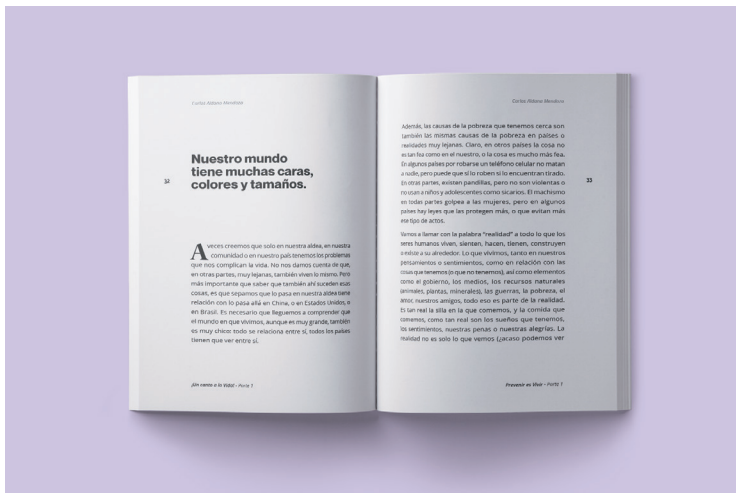 Carlos Aldana Mendoza
Nuestro mundo
tiene muchas caras,
colores y tamaños.
32
A veces creemos que solo en nuestra aldea, en nuestra
comunidad o en nuestro país tenemos los problemas
que nos complican la vida. No nos damos cuenta de que,
en otras partes, muy lejanas, también viven lo mismo. Pero
más importante que saber que también ahí suceden esas
cosas, es que sepamos que lo pasa en nuestra aldea tiene
relación con lo pasa allá en China, o en Estados Unidos, o
en Brasil. Es necesario que lleguemos a comprender que
el mundo en que vivimos, aunque es muy grande, también
es muy chico: todo se relaciona entre sí, todos los países
tienen que ver entre sí.
¡Un canto a la Vida! - Parte 1
Carlos Aldana Mendoza
Además, las causas de la pobreza que tenemos cerca son
también las mismas causas de la pobreza en países o
realidades muy lejanas. Claro, en otros países la cosa no
es tan fea como en el nuestro, o la cosa es mucho más fea.
En algunos países por robarse un teléfono celular no matan
a nadie, pero puede que sí lo roben si lo encuentran tirado.
En otras partes, existen pandillas, pero no son violentas o
no usan a niños y adolescentes como sicarios. El machismo
en todas partes golpea a las mujeres, pero en algunos
países hay leyes que las protegen más, o que evitan más
ese tipo de actos.
33
Vamos a llamar con la palabra "realidad" a todo lo que los
seres humanos viven, sienten, hacen, tienen, construyen
o existe a su alrededor. Lo que vivimos, tanto en nuestros
pensamientos o sentimientos, como en relación con las
cosas que tenemos (o que no tenemos), así como elementos
como el gobierno, los medios, los recursos naturales
(animales, plantas, minerales), las guerras, la pobreza, el
amor, nuestros amigos, todo eso es parte de la realidad.
Es tan real la silla en la que comemos, y la comida que
comemos, como tan real son los sueños que tenemos,
los sentimientos, nuestras penas o nuestras alegrías. La
realidad no es solo lo que vemos (¿acaso podemos ver
Prevenir es Vivir - Parte 1